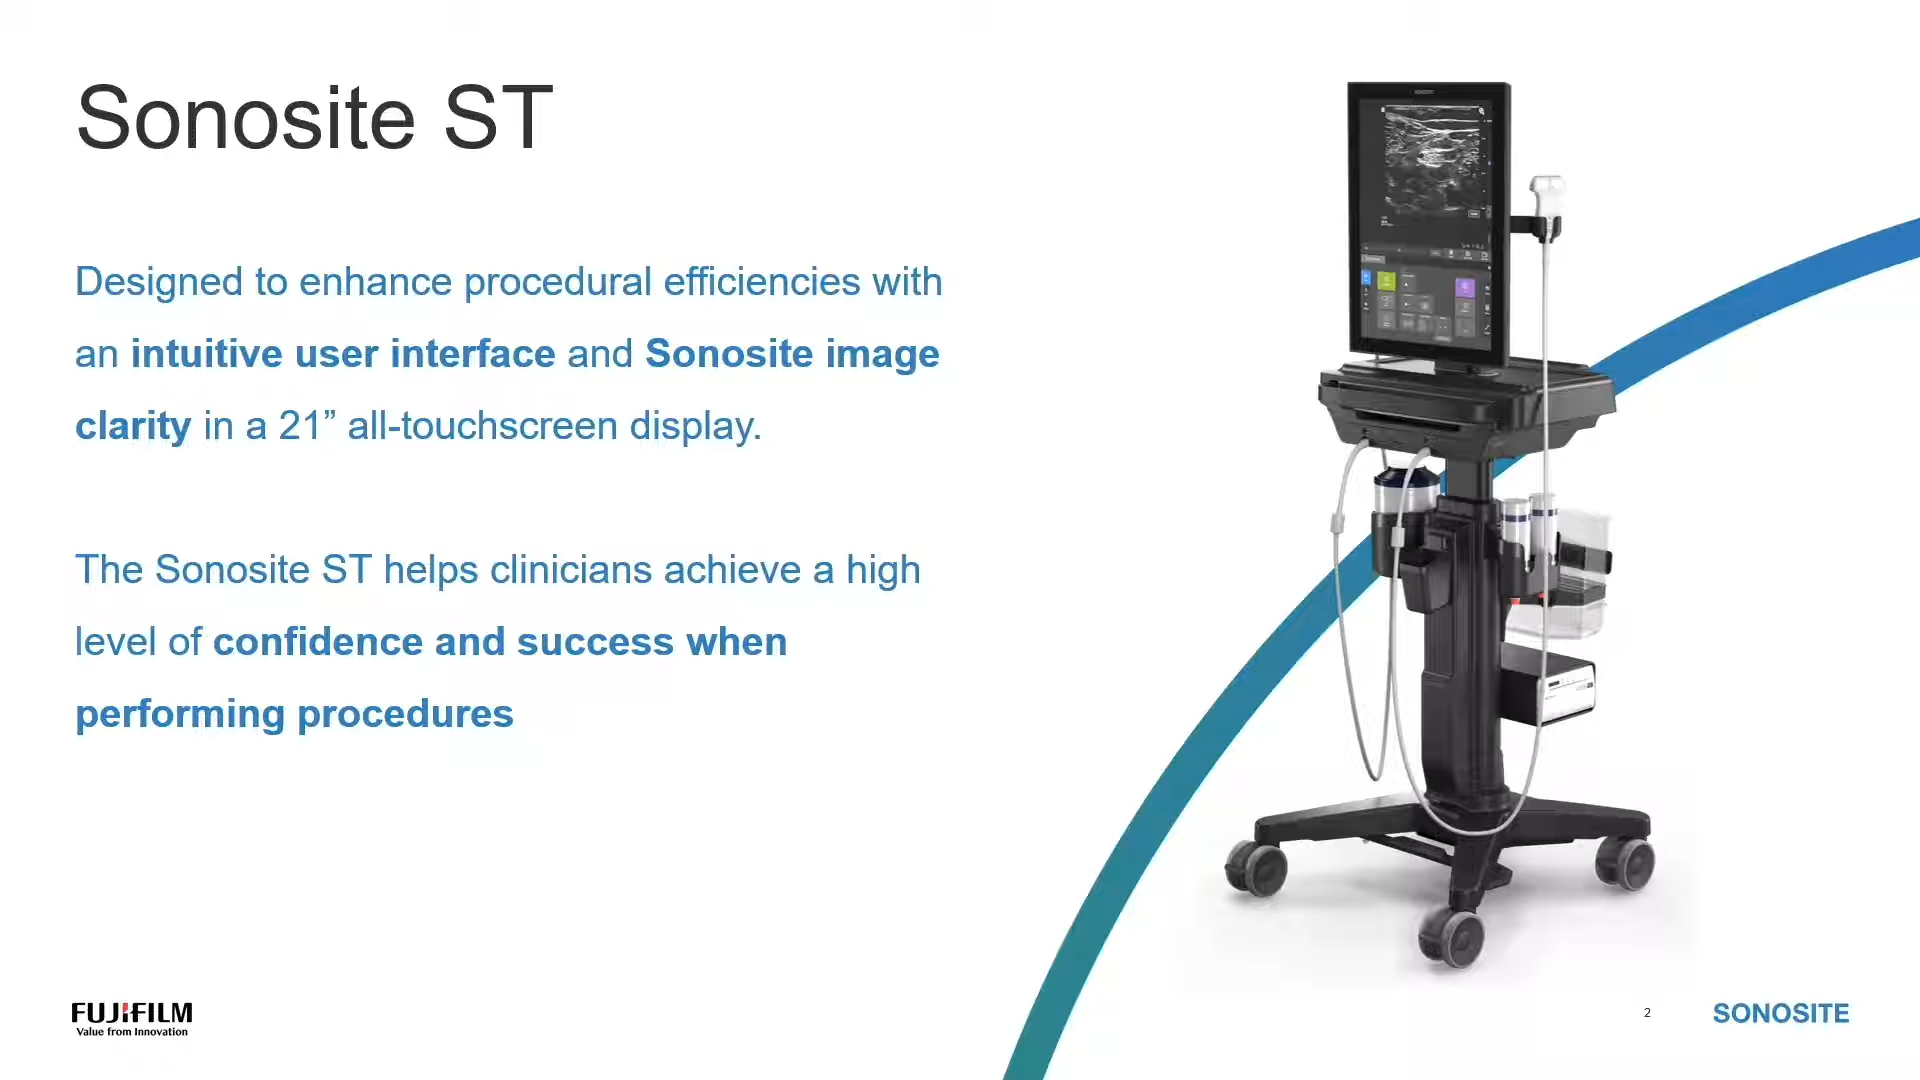 Sonosite ST
Designed to enhance procedural efficiencies with
an intuitive user interface and Sonosite image
clarity in a 21” all-touchscreen display.
The Sonosite ST helps clinicians achieve a high
level of confidence and success when
performing procedures
FUJIFILM
Value from Innovation
2
SONOSITE